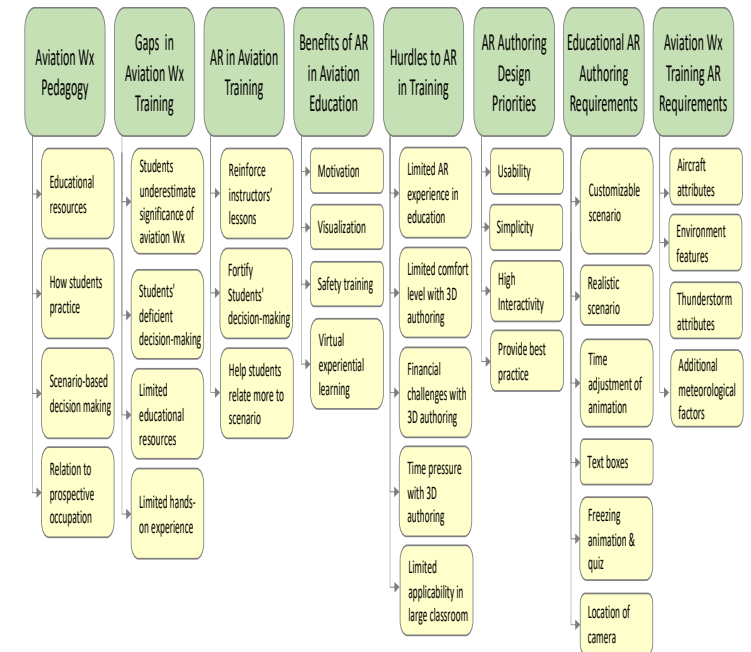 Aviation Wx
Pedagogy
Educational
resources
How students
practice
Scenario-based
decision making
Relation to
prospective
occupation
Gaps in
Aviation Wx
Training
Students
underestimate
significance of
aviation Wx
Students'
deficient
decision-making
Limited
educational
resources
Limited hands-
on experience
AR in Aviation
Training
Reinforce
instructors'
lessons
Fortify
Students'
decision-making
Help students
relate more to
scenario
Benefits of AR
in Aviation
Education
Motivation
Visualization
Safety training
Virtual
experiential
learning
Hurdles to AR
in Training
Limited AR
experience in
education
Limited comfort
level with 3D
authoring
Financial
challenges with
3D authoring
Time pressure
with 3D
authoring
Limited
applicability in
large classroom
AR Authoring
Design
Priorities
Usability
Simplicity
High
Interactivity
Provide best
practice
Educational AR
Authoring
Requirements
Customizable
scenario
Realistic
scenario
Time
adjustment of
animation
Text boxes
Freezing
animation &
quiz
Location of
camera
Aviation Wx
Training AR
Requirements
Aircraft
attributes
Environment
features
Thunderstorm
attributes
Additional
meteorological
factors